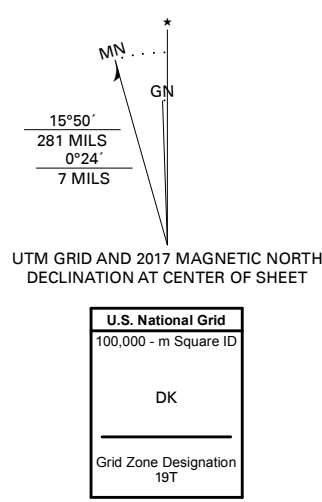 MN
GN
15°50´
281 MILS
0°24´
7 MILS
UTM GRID AND 2017 MAGNETIC NORTH
DECLINATION AT CENTER OF SHEET
U.S. National Grid
100,000 - m Square ID
DK
Grid Zone Designation
19T